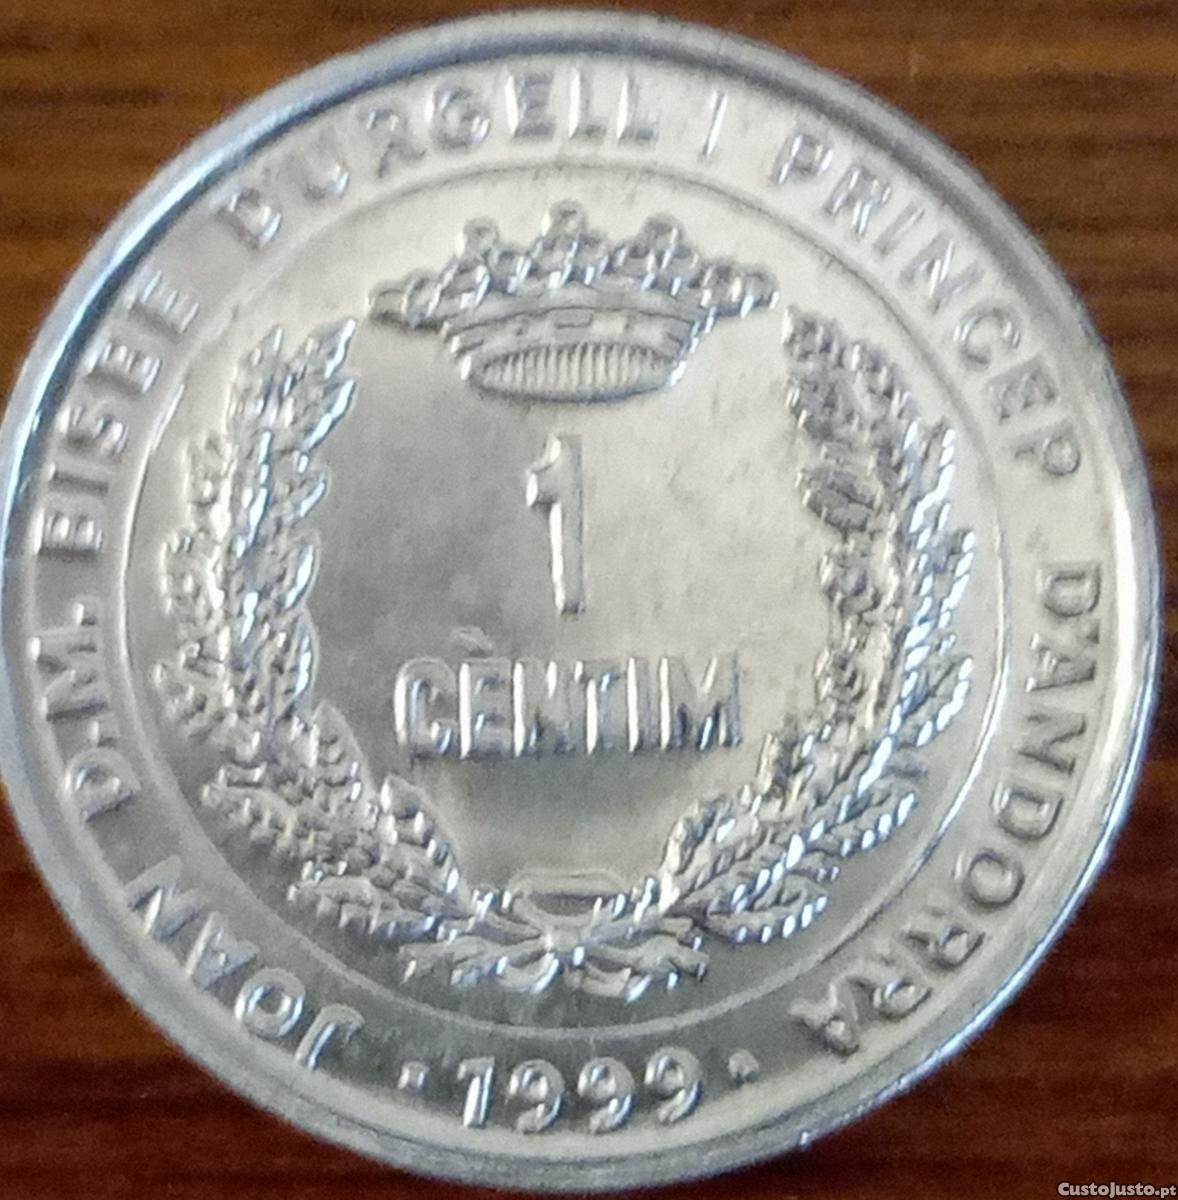 JOAN D.M. BISBE D'URGELL I PRINCEP D'ANDORRA
1
CÈNTIM
· 1999 ·
CustoJusto.pt